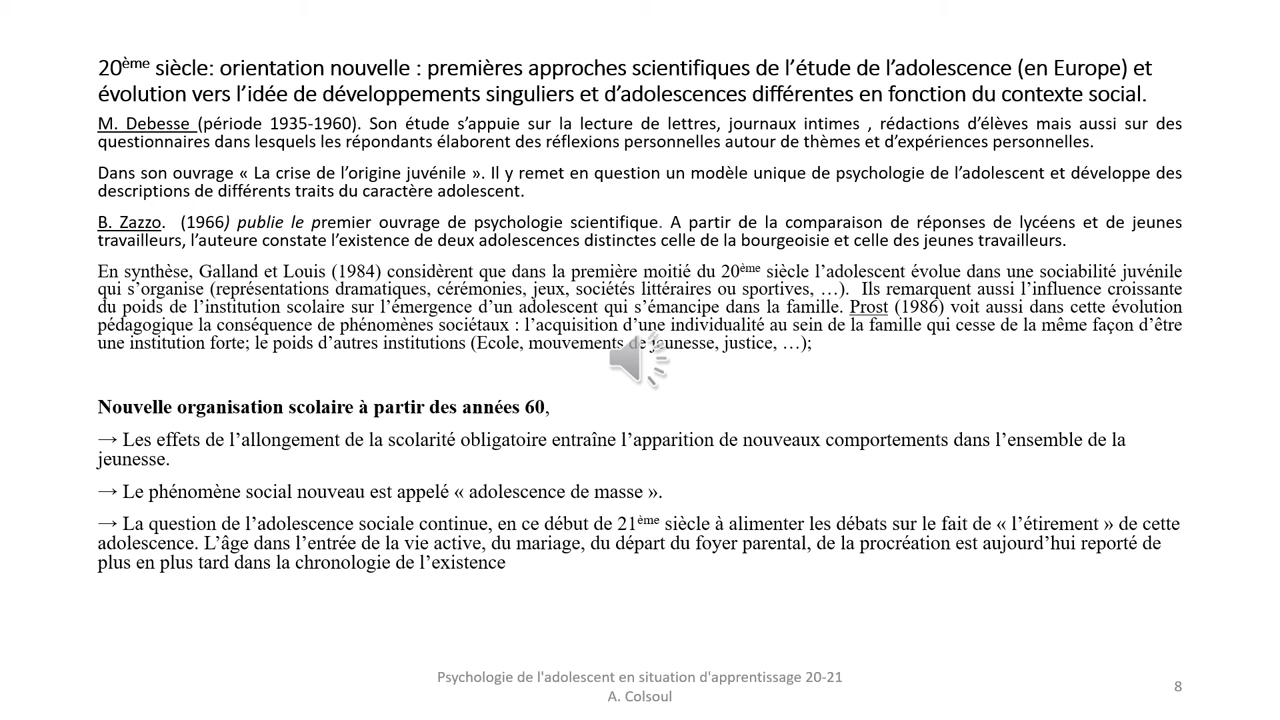 20ème siècle: orientation nouvelle : premières approches scientifiques de l’étude de l’adolescence (en Europe) et
évolution vers l’idée de développements singuliers et d’adolescences différentes en fonction du contexte social.
M. Debesse (période 1935-1960). Son étude s’appuie sur la lecture de lettres, journaux intimes , rédactions d’élèves mais aussi sur des
questionnaires dans lesquels les répondants élaborent des réflexions personnelles autour de thèmes et d’expériences personnelles.
Dans son ouvrage « La crise de l’origine juvénile ». Il y remet en question un modèle unique de psychologie de l’adolescent et développe des
descriptions de différents traits du caractère adolescent.
B. Zazzo. (1966) publie le premier ouvrage de psychologie scientifique. A partir de la comparaison de réponses de lycéens et de jeunes
travailleurs, l’auteure constate l’existence de deux adolescences distinctes celle de la bourgeoisie et celle des jeunes travailleurs.
En synthèse, Galland et Louis (1984) considèrent que dans la première moitié du 20ème siècle l’adolescent évolue dans une sociabilité juvénile
qui s’organise (représentations dramatiques, cérémonies, jeux, sociétés littéraires ou sportives, …). Ils remarquent aussi l’influence croissante
du poids de l’institution scolaire sur l’émergence d’un adolescent qui s’émancipe dans la famille. Prost (1986) voit aussi dans cette évolution
pédagogique la conséquence de phénomènes sociétaux : l’acquisition d’une individualité au sein de la famille qui cesse de la même façon d’être
une institution forte; le poids d’autres institutions (Ecole, mouvements de jeunesse, justice, …);
Nouvelle organisation scolaire à partir des années 60,
→ Les effets de l’allongement de la scolarité obligatoire entraîne l’apparition de nouveaux comportements dans l’ensemble de la
jeunesse.
→ Le phénomène social nouveau est appelé « adolescence de masse ».
→ La question de l’adolescence sociale continue, en ce début de 21ème siècle à alimenter les débats sur le fait de « l’étirement » de cette
adolescence. L’âge dans l’entrée de la vie active, du mariage, du départ du foyer parental, de la procréation est aujourd’hui reporté de
plus en plus tard dans la chronologie de l’existence
Psychologie de l'adolescent en situation d'apprentissage 20-21
A. Colsoul
8